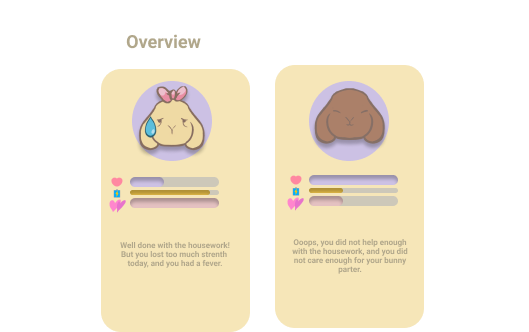 Overview
Well done with the housework!
But you lost too much strenth
today, and you had a fever.
Ooops, you did not help enough
with the housework, and you did
not care enough for your bunny
parter.